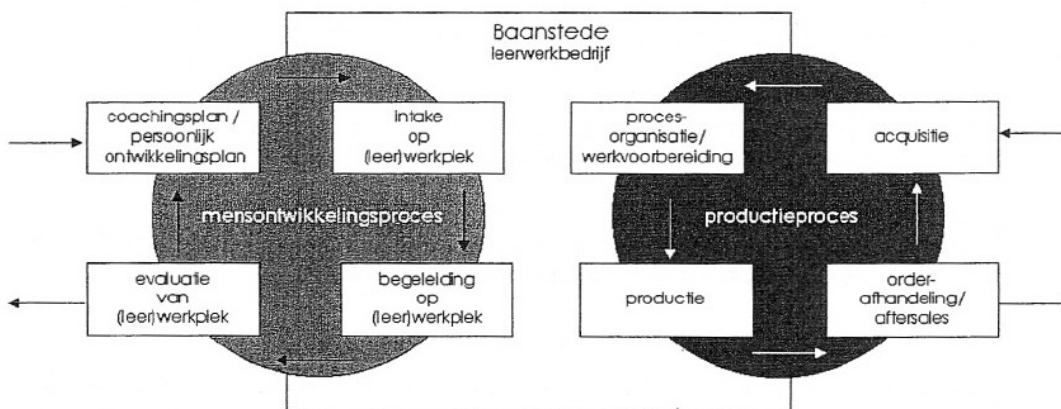 Baanstede
leerwerkbedrijf
coachingsplan /
persoonlijk
ontwikkelingsplan
intake
op
(leer)werkplek
mensontwikkelingsproces
evaluatie
van
(leer)werkplek
begeleiding
op
(leer)werkplek
proces-
organisatie/
werkvoorbereiding
acquisitie
productieproces
productie
order-
afhandeling/
aftersales